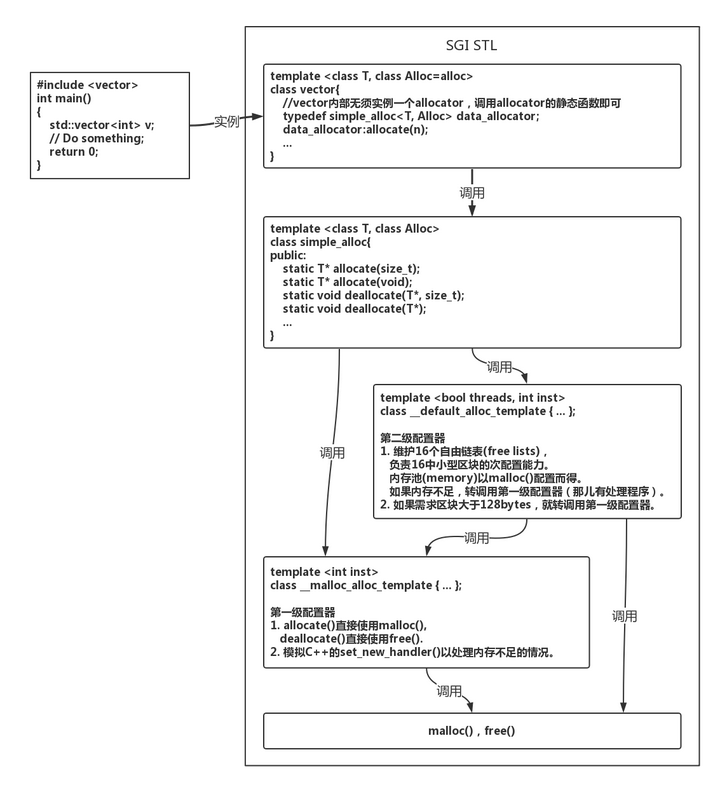 SGI STL
#include <vector>
int main()
{
std::vector<int> v;
// Do something;
return 0;
}
实例
template <class T, class Alloc=alloc>
class vector{
//vector内部无须实例一个allocator，调用allocator的静态函数即可
typedef simple_alloc<T, Alloc> data_allocator;
data_allocator:allocate(n);
...
}
调用
template <class T, class Alloc>
class simple_alloc{
public:
static T* allocate(size_t);
static T* allocate(void);
static void deallocate(T*, size_t);
static void deallocate(T*);
...
}
调用
template <bool threads, int inst>
class __default_alloc_template { ... };
第二级配置器
1. 维护16个自由链表(free lists)，
负责16中小型区块的次配置能力。
内存池(memory)以malloc()配置而得。
如果内存不足，转调用第一级配置器（那儿有处理程序）。
2. 如果需求区块大于128bytes，就转调用第一级配置器。
调用
调用
template <int inst>
class __malloc_alloc_template { ... };
第一级配置器
1. allocate()直接使用malloc(),
deallocate()直接使用free().
2. 模拟C++的set_new_handler()以处理内存不足的情况。
调用
调用
malloc()，free()